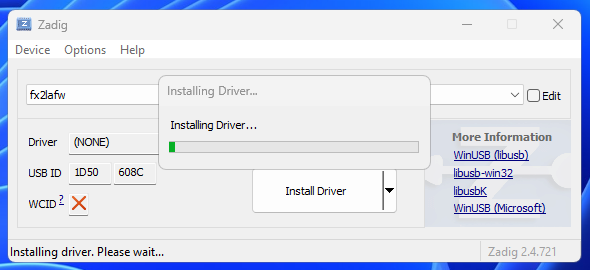 Zadig
Device Options Help
Installing Driver...
fx2lafw
Edit
Installing Driver...
Driver (NONE)
More Information
WinUSB (libusb)
USB ID 1D50 608C
libusb-win32
Install Driver
libusbK
WCID ?
WinUSB (Microsoft)
Installing driver. Please wait...
Zadig 2.4.721